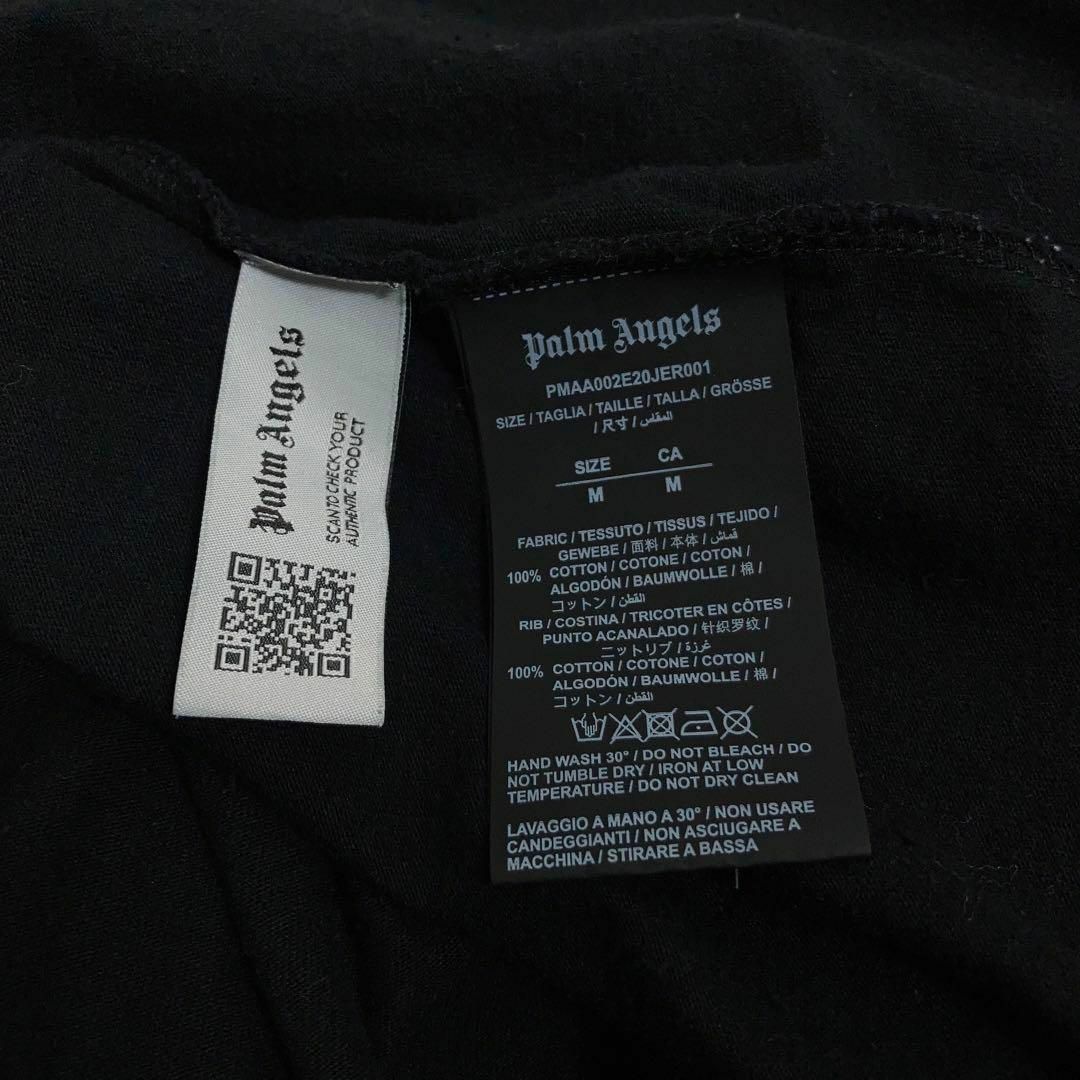 Palm Angels
SCAN TO CHECK YOUR
AUTHENTIC PRODUCT
Palm Angels
PMAA002E20JER001
SIZE / TAGLIA / TAILLE / TALLA / GRÖSSE
/ 尺寸 / المقاس
SIZE CA
M M
FABRIC / TESSUTO / TISSUS / TEJIDO /
GEWEBE / 面料 / 本体 / قماش
100% COTTON / COTONE / COTON /
ALGODÓN / BAUMWOLLE / 棉 /
コットン / القطن
RIB / COSTINA / TRICOTER EN CÔTES /
PUNTO ACANALADO / 针织罗纹 /
ニットリブ / غرزة
100% COTTON / COTONE / COTON /
ALGODÓN / BAUMWOLLE / 棉 /
コットン / القطن
HAND WASH 30° / DO NOT BLEACH / DO
NOT TUMBLE DRY / IRON AT LOW
TEMPERATURE / DO NOT DRY CLEAN
LAVAGGIO A MANO A 30° / NON USARE
CANDEGGIANTI / NON ASCIUGARE A
MACCHINA / STIRARE A BASSA